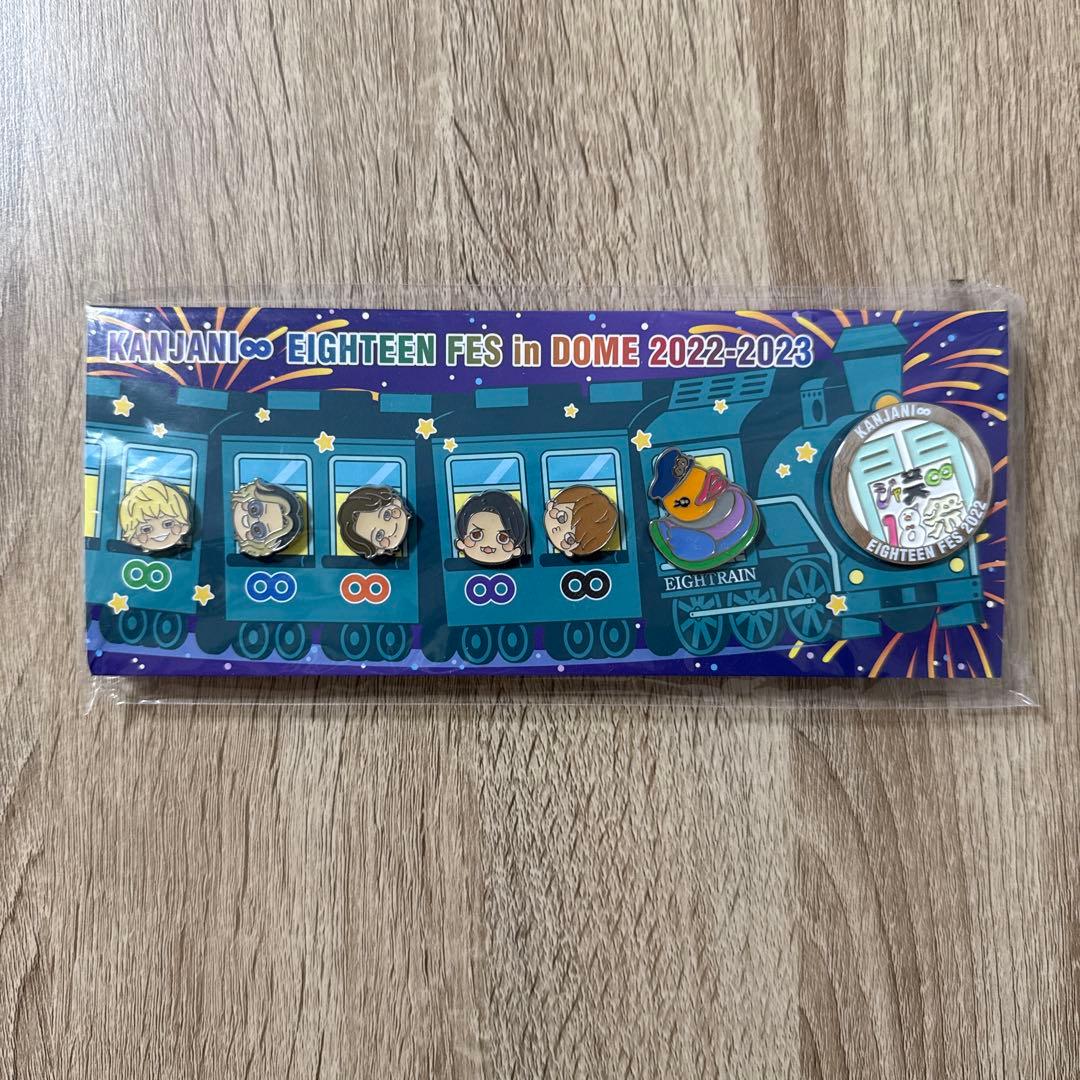 KANJANI∞ EIGHTEEN FES in DOME 2022-2023
∞
∞
∞
∞
∞
EIGHTRAIN
KANJANI∞
18祭
EIGHTEEN FES 2022